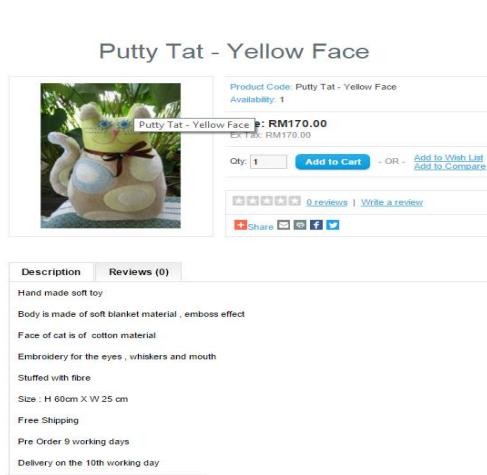 Putty Tat - Yellow Face
Product Code: Putty Tat - Yellow Face
Availability: 1
Putty Tat - Yellow Face
e: RM170.00
Ex Tax: RM170.00
Qty: 1 Add to Cart - OR - Add to Wish List
Add to Compare
0 reviews | Write a review
Share
Description Reviews (0)
Hand made soft toy
Body is made of soft blanket material , emboss effect
Face of cat is of cotton material
Embroidery for the eyes , whiskers and mouth
Stuffed with fibre
Size : H 60cm X W 25 cm
Free Shipping
Pre Order 9 working days
Delivery on the 10th working day